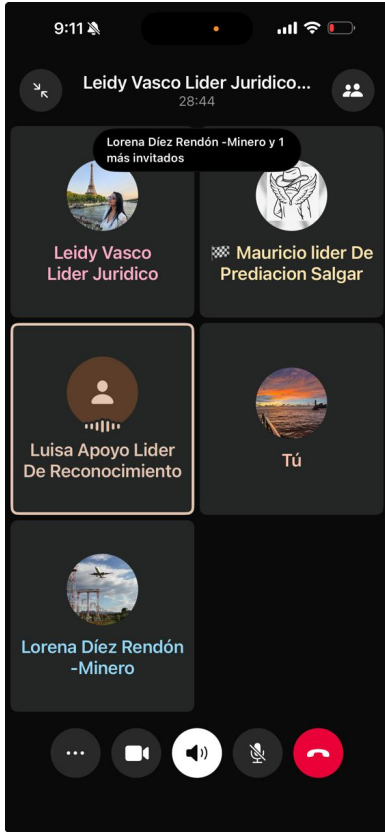 9:11
Leidy Vasco Lider Juridico...
28:44
Lorena Díez Rendón -Minero y 1
más invitados
Leidy Vasco
Lider Juridico
🏁 Mauricio lider De
Prediacion Salgar
Luisa Apoyo Lider
De Reconocimiento
Tú
Lorena Díez Rendón
-Minero